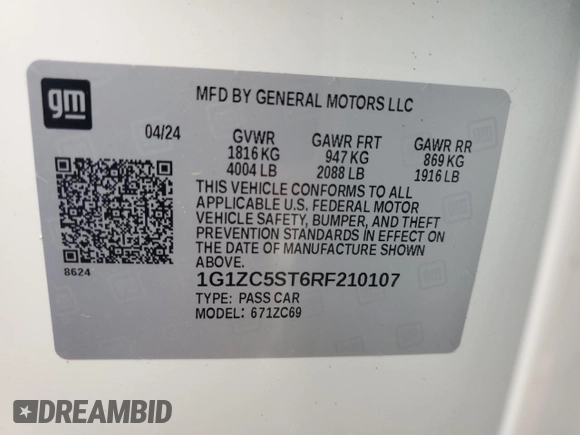 gm
MFD BY GENERAL MOTORS LLC
04/24 GVWR GAWR FRT GAWR RR
1816 KG 947 KG 869 KG
4004 LB 2088 LB 1916 LB
THIS VEHICLE CONFORMS TO ALL
APPLICABLE U.S. FEDERAL MOTOR
VEHICLE SAFETY, BUMPER, AND THEFT
PREVENTION STANDARDS IN EFFECT ON
THE DATE OF MANUFACTURE SHOWN
ABOVE.
8624
1G1ZC5ST6RF210107
TYPE: PASS CAR
MODEL: 671ZC69
DREAMBID